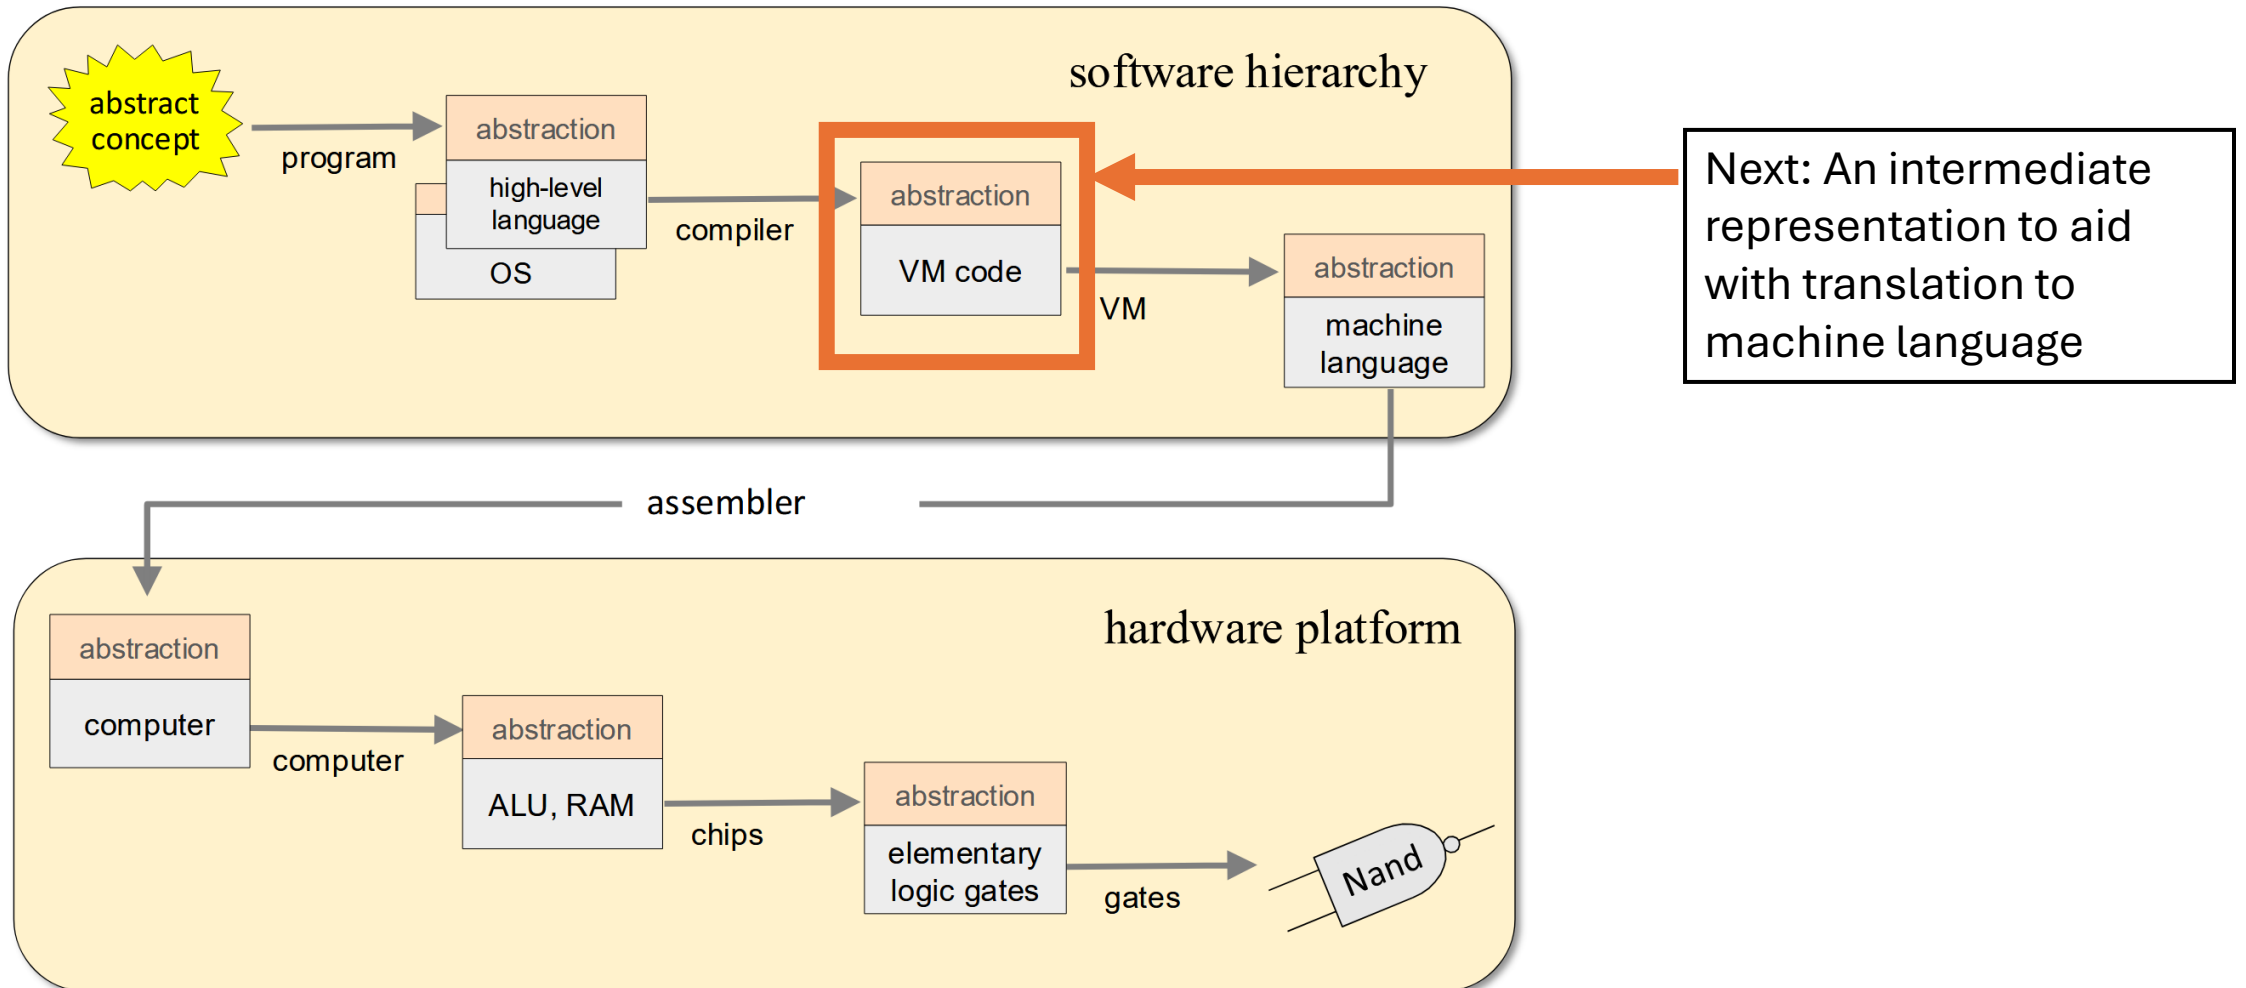 software hierarchy
abstract
concept
program
abstraction
high-level
language
OS
compiler
abstraction
VM code
VM
abstraction
machine
language
Next: An intermediate
representation to aid
with translation to
machine language
assembler
hardware platform
abstraction
computer
computer
abstraction
ALU, RAM
chips
abstraction
elementary
logic gates
gates
Nand